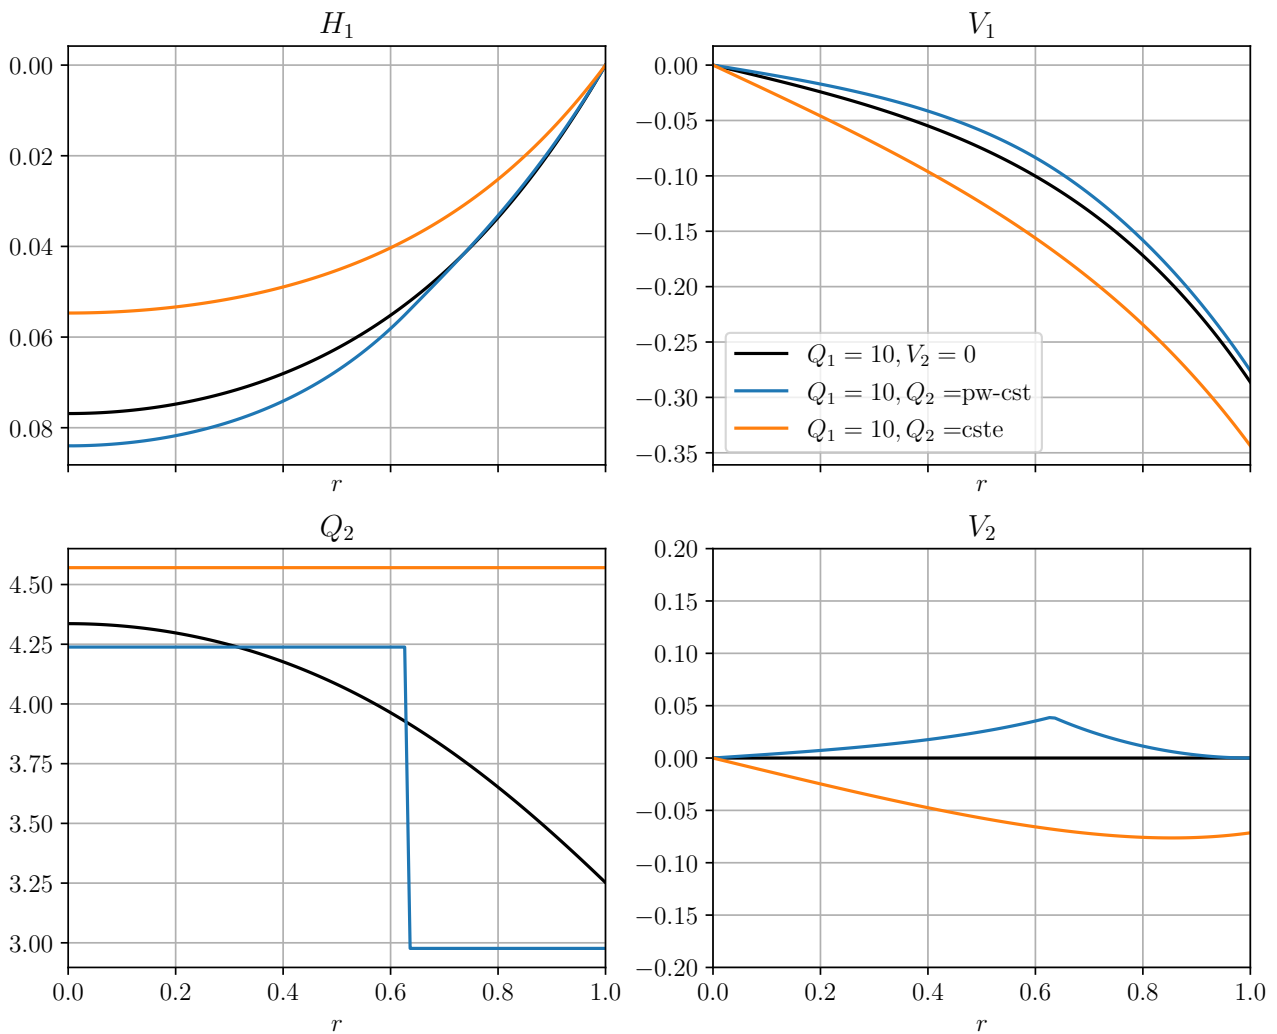 H₁
V₁
0.00
0.02
0.04
0.06
0.08
r
0.00
−0.05
−0.10
−0.15
−0.20
−0.25
−0.30
−0.35
Q₁ = 10, V₂ = 0
Q₁ = 10, Q₂ =pw-cst
Q₁ = 10, Q₂ =cste
r
Q₂
V₂
4.50
4.25
4.00
3.75
3.50
3.25
3.00
0.0 0.2 0.4 0.6 0.8 1.0
r
0.20
0.15
0.10
0.05
0.00
−0.05
−0.10
−0.15
−0.20
0.0 0.2 0.4 0.6 0.8 1.0
r